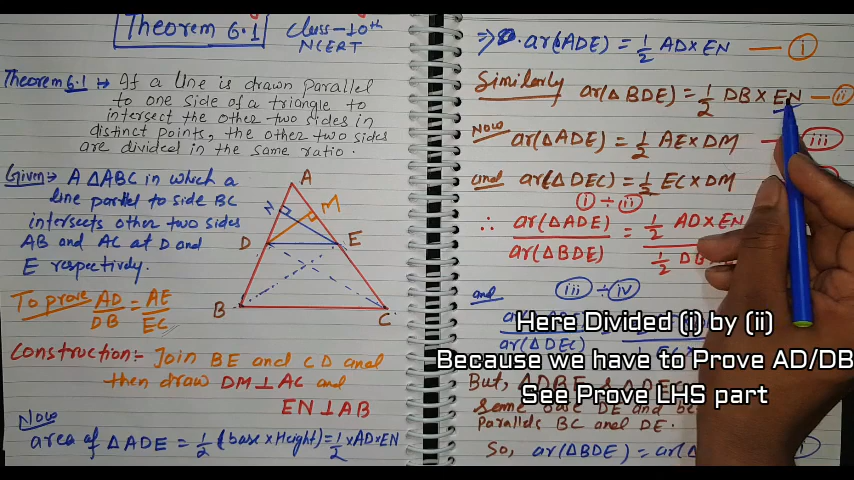 Theorem 6.1 Class-10th
NCERT
Theorem 6.1 :→ If a line is drawn parallel
to one side of a triangle to
intersect the other two sides in
distinct points, the other two sides
are divided in the same ratio.
Given :→ A △ABC in which a
line parallel to side BC
intersects other two sides
AB and AC at D and
E respectively.
To prove AD/DB = AE/EC
A
N
M
D
E
B
C
Construction:- Join BE and CD and
then draw DM ⊥ AC and
EN ⊥ AB
Now
area of △ADE = 1/2 (base × Height) = 1/2 × AD × EN
⇒ ar(ADE) = 1/2 AD × EN — (i)
Similarly ar(△BDE) = 1/2 DB × EN — (ii)
Now ar(△ADE) = 1/2 AE × DM — (iii)
and ar(△DEC) = 1/2 EC × DM
(i) ÷ (ii)
∴ ar(△ADE)/ar(△BDE) = 1/2 AD × EN / 1/2 DB
and (iii) ÷ (iv)
ar(△DEC)
Here Divided (i) by (ii)
Because we have to Prove AD/DB
See Prove LHS part
But, △DBE & △DEC
Same base DE and be
Parallels BC and DE.
So, ar(△BDE) = ar(△